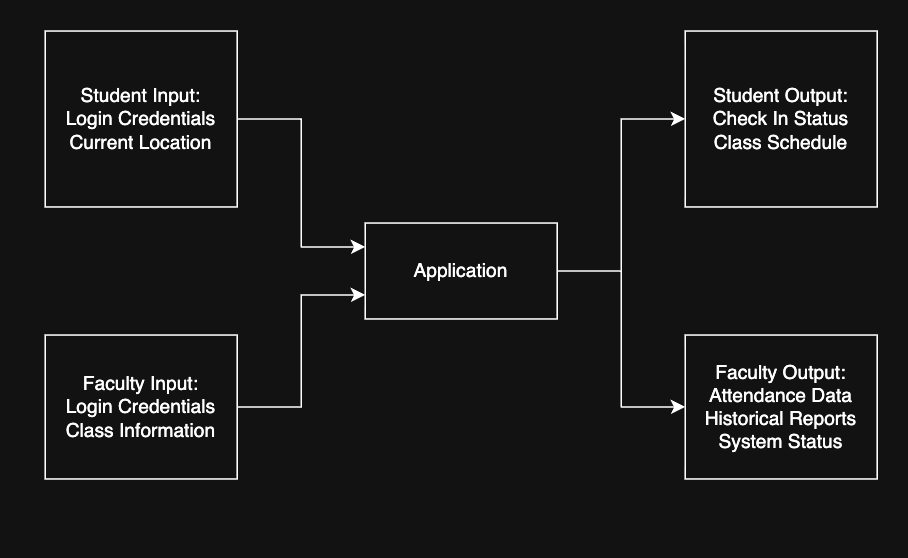 Student Input:
Login Credentials
Current Location
Student Output:
Check In Status
Class Schedule
Application
Faculty Input:
Login Credentials
Class Information
Faculty Output:
Attendance Data
Historical Reports
System Status